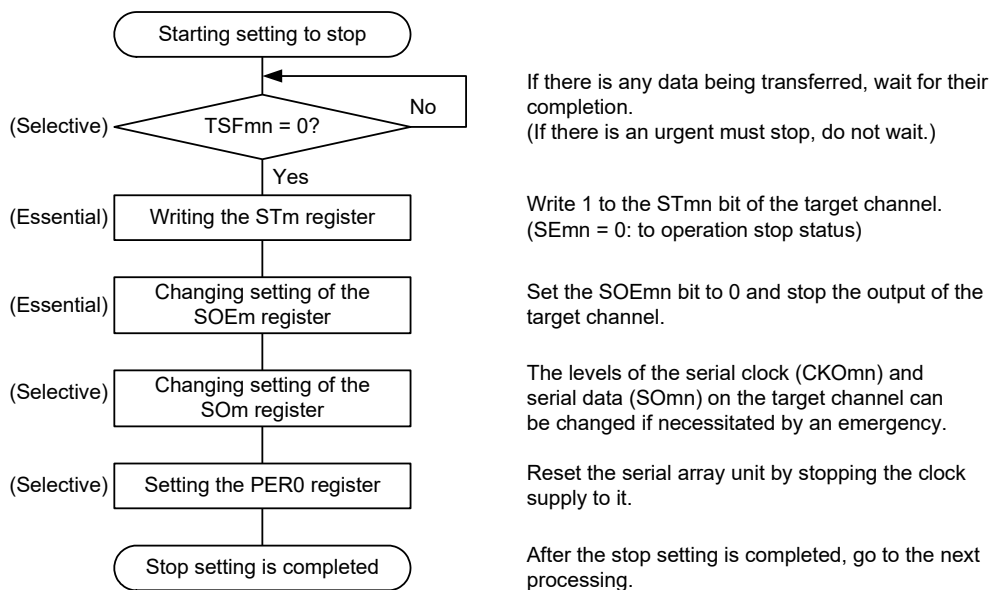 Starting setting to stop
No
(Selective)
TSFmn = 0?
If there is any data being transferred, wait for their
completion.
(If there is an urgent must stop, do not wait.)
Yes
(Essential)
Writing the STm register
Write 1 to the STmn bit of the target channel.
(SEmn = 0: to operation stop status)
(Essential)
Changing setting of the
SOEm register
Set the SOEmn bit to 0 and stop the output of the
target channel.
(Selective)
Changing setting of the
SOm register
The levels of the serial clock (CKOmn) and
serial data (SOmn) on the target channel can
be changed if necessitated by an emergency.
(Selective)
Setting the PER0 register
Reset the serial array unit by stopping the clock
supply to it.
Stop setting is completed
After the stop setting is completed, go to the next
processing.